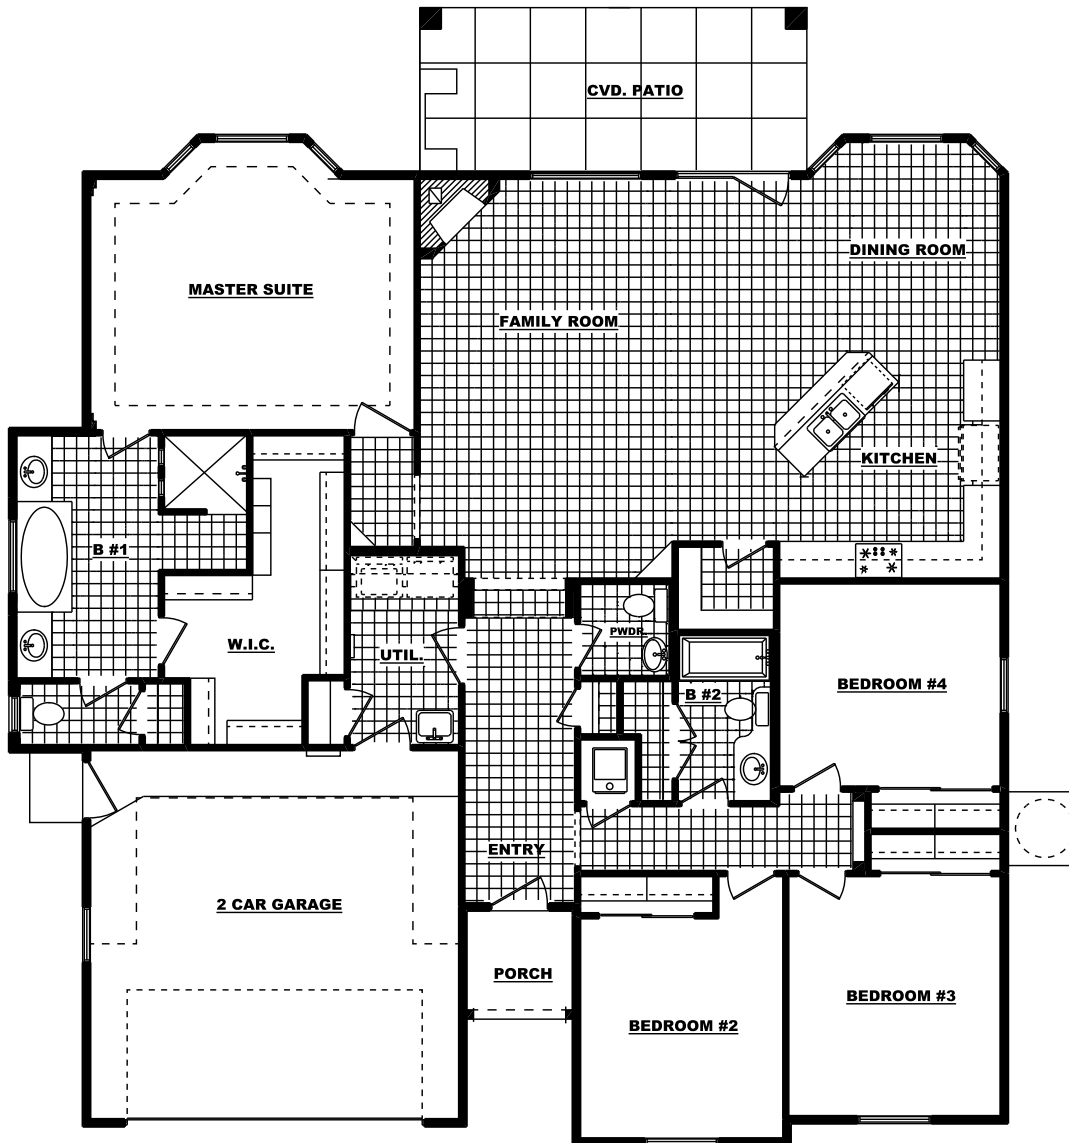 CVD. PATIO
DINING ROOM
MASTER SUITE
FAMILY ROOM
KITCHEN
B #1
PWDR.
W.I.C.
UTIL.
BEDROOM #4
B #2
ENTRY
2 CAR GARAGE
PORCH
BEDROOM #3
BEDROOM #2